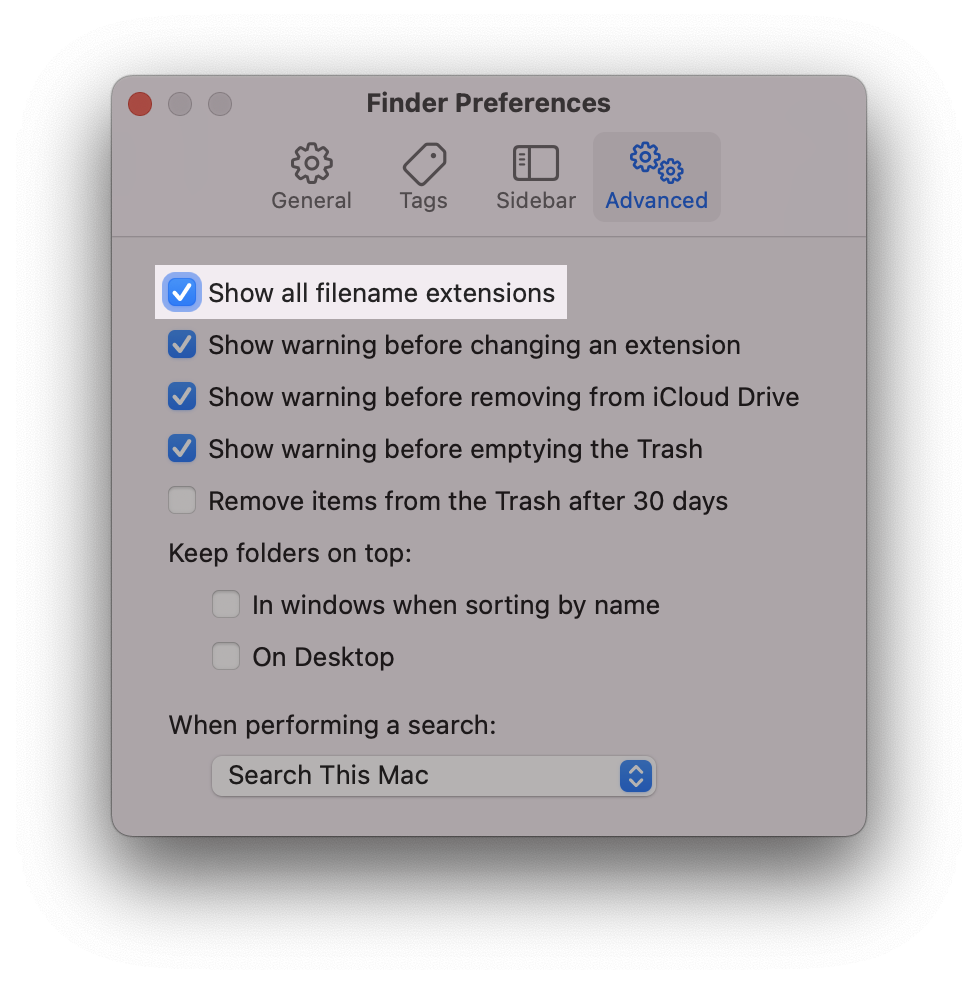 Finder Preferences
General Tags Sidebar Advanced
Show all filename extensions
Show warning before changing an extension
Show warning before removing from iCloud Drive
Show warning before emptying the Trash
Remove items from the Trash after 30 days
Keep folders on top:
In windows when sorting by name
On Desktop
When performing a search:
Search This Mac